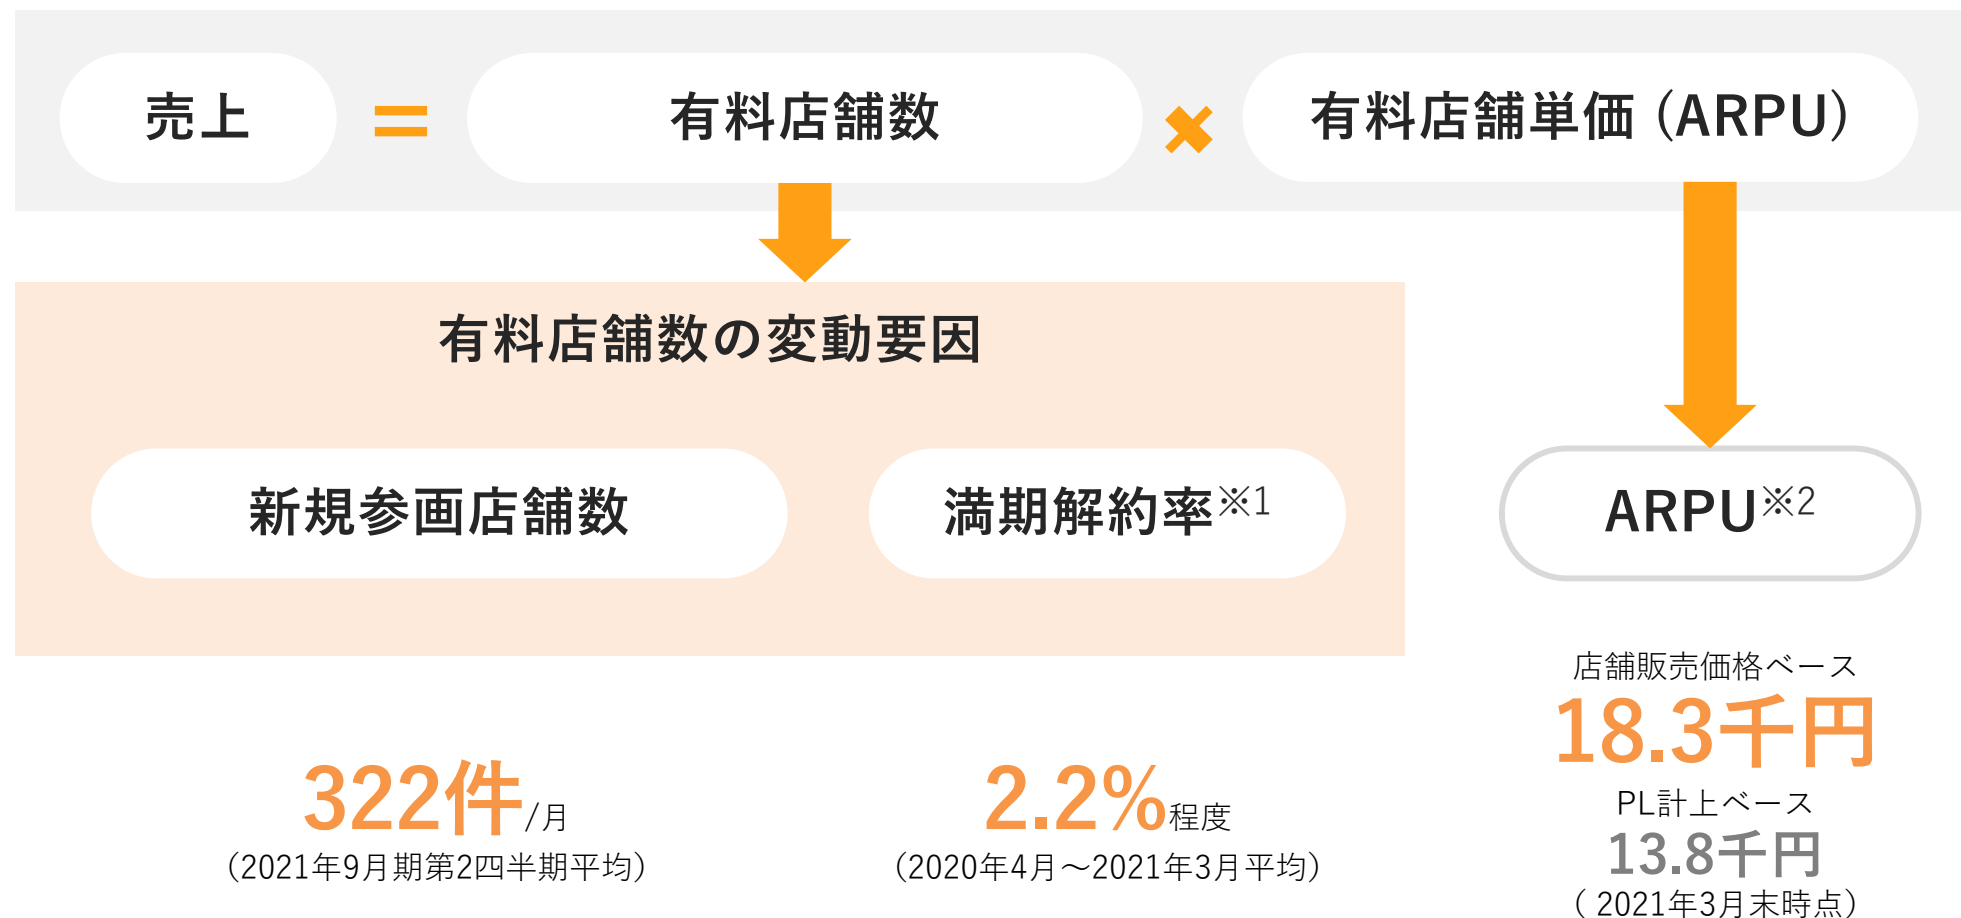 売上 = 有料店舗数 × 有料店舗単価 (ARPU)
有料店舗数の変動要因
新規参画店舗数
満期解約率※1
ARPU※2
322件/月
(2021年9月期第2四半期平均)
2.2%程度
(2020年4月～2021年3月平均)
店舗販売価格ベース
18.3千円
PL計上ベース
13.8千円
( 2021年3月末時点)